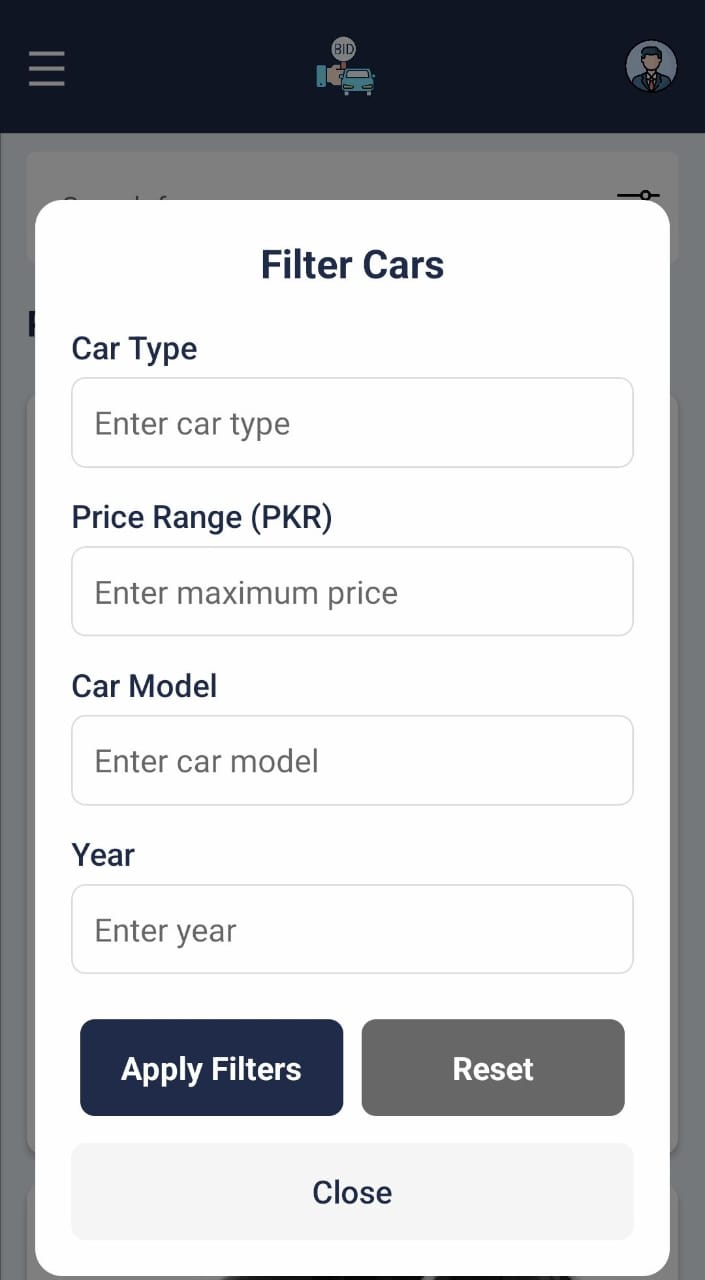 BID
Filter Cars
Car Type
Enter car type
Price Range (PKR)
Enter maximum price
Car Model
Enter car model
Year
Enter year
Apply Filters
Reset
Close